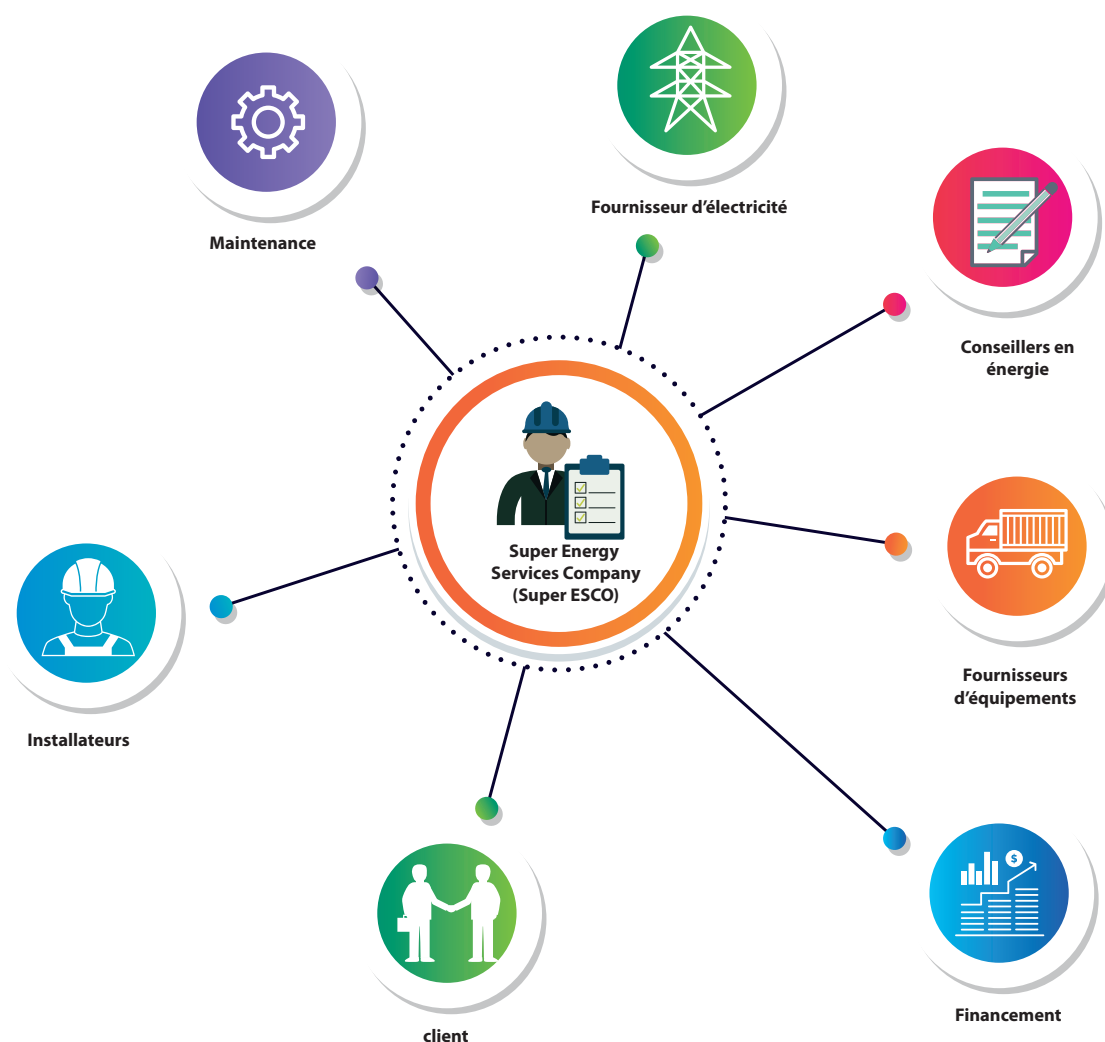 Fournisseur d’électricité
Maintenance
Conseillers en
énergie
Super Energy
Services Company
(Super ESCO)
Fournisseurs
d’équipements
Installateurs
$
Financement
client